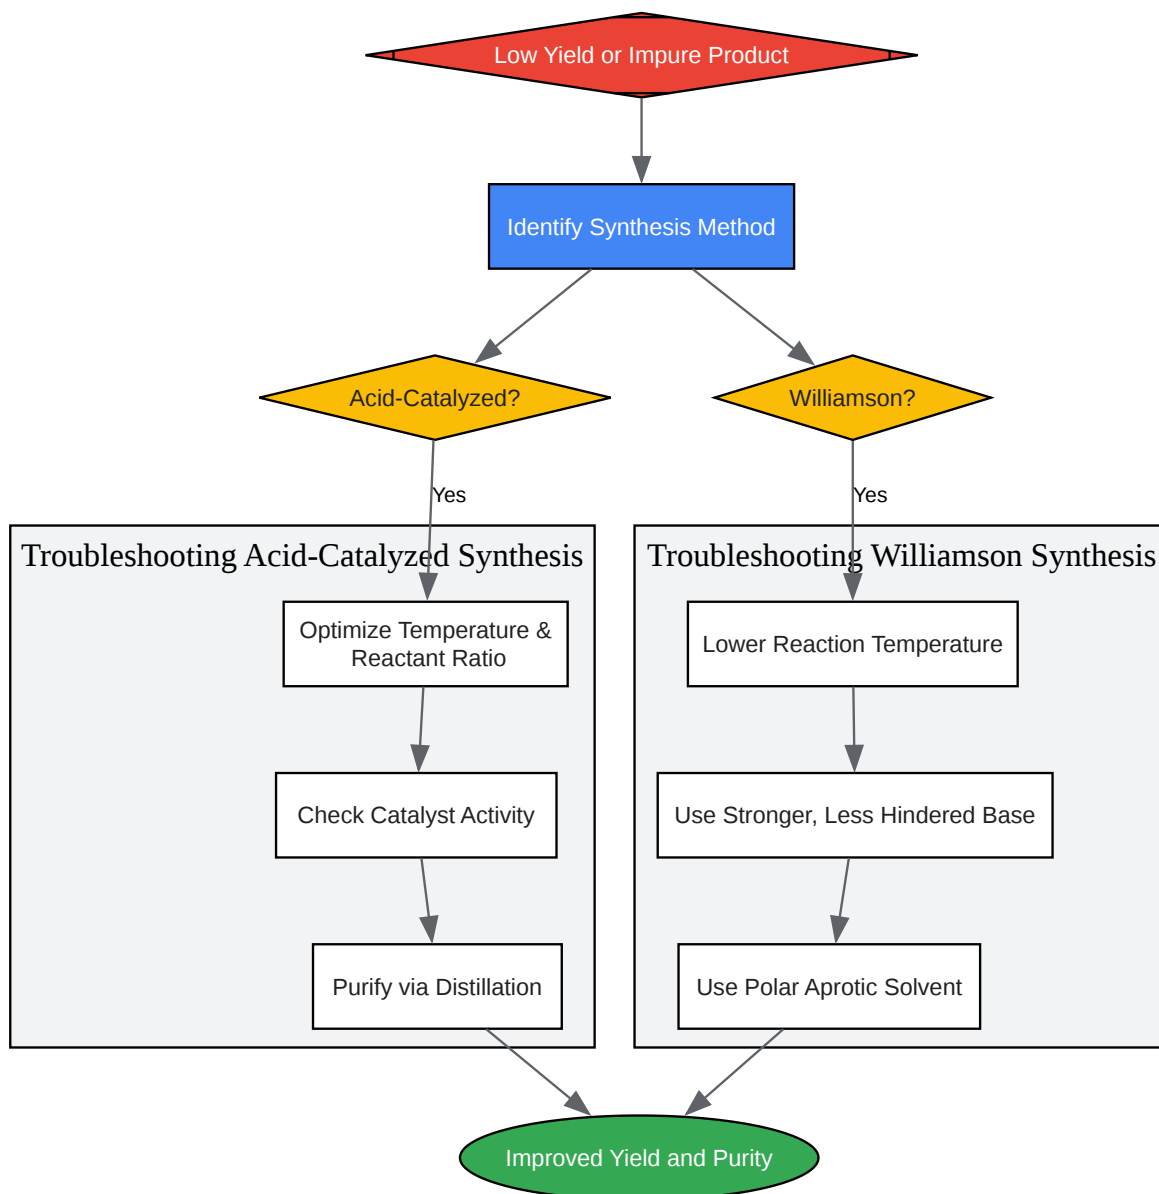 Low Yield or Impure Product
Identify Synthesis Method
Acid-Catalyzed?
Williamson?
Yes
Yes
Troubleshooting Acid-Catalyzed Synthesis
Optimize Temperature &
Reactant Ratio
Check Catalyst Activity
Purify via Distillation
Troubleshooting Williamson Synthesis
Lower Reaction Temperature
Use Stronger, Less Hindered Base
Use Polar Aprotic Solvent
Improved Yield and Purity